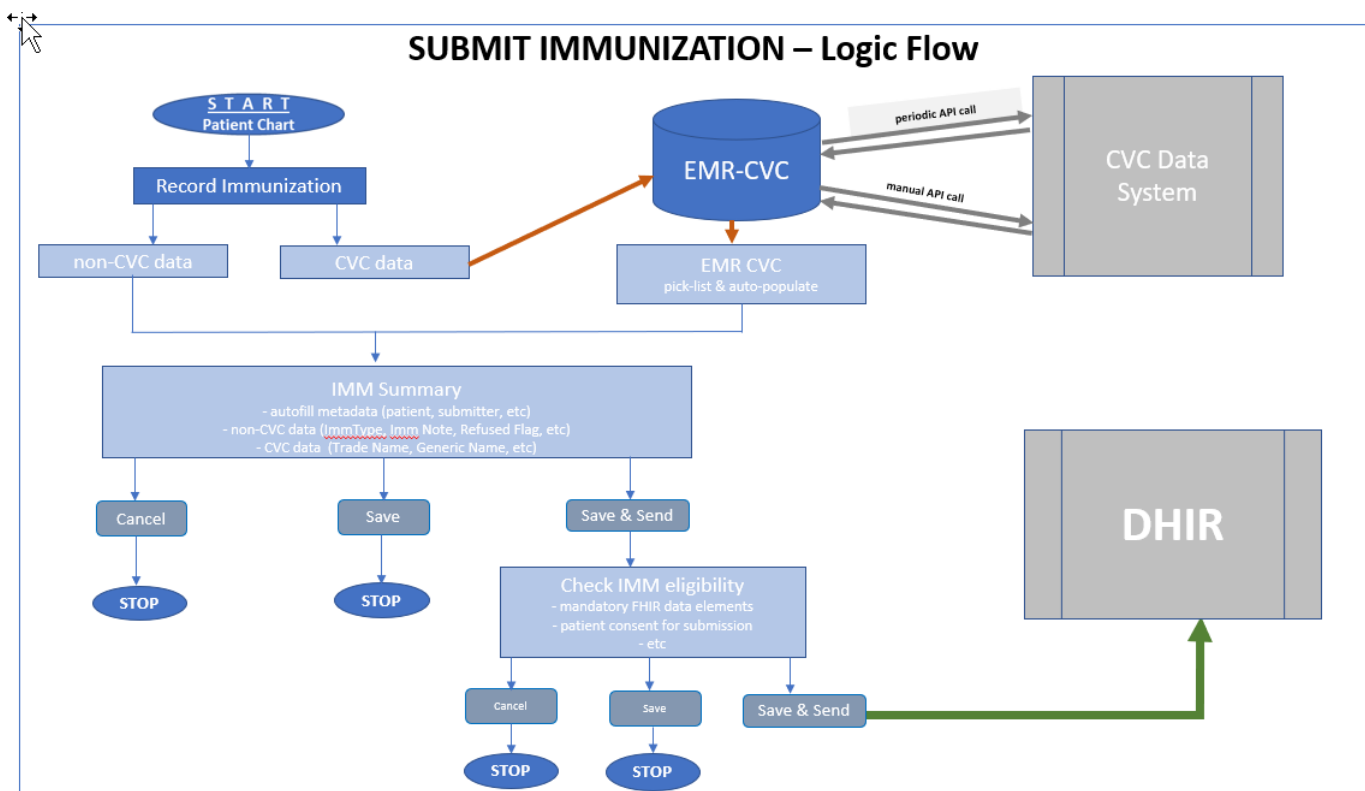 SUBMIT IMMUNIZATION – Logic Flow
S T A R T
Patient Chart
Record Immunization
non-CVC data
CVC data
EMR-CVC
periodic API call
manual API call
CVC Data
System
EMR CVC
pick-list & auto-populate
IMM Summary
- autofill metadata (patient, submitter, etc)
- non-CVC data (ImmType, Imm Note, Refused Flag, etc)
- CVC data (Trade Name, Generic Name, etc)
Cancel
Save
Save & Send
STOP
STOP
Check IMM eligibility
- mandatory FHIR data elements
- patient consent for submission
- etc
Cancel
Save
Save & Send
STOP
STOP
DHIR